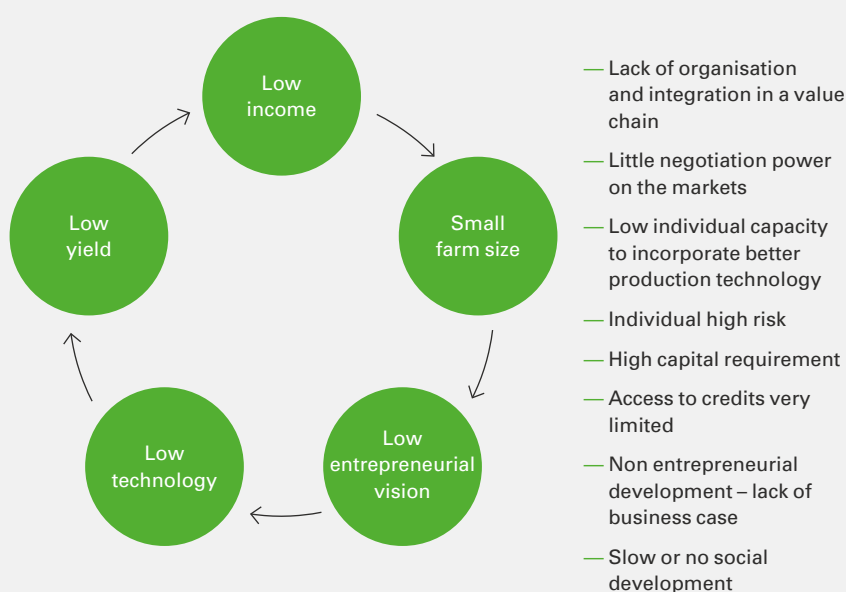 Low
income
Small
farm size
Low
entrepreneurial
vision
Low
technology
Low
yield
— Lack of organisation
and integration in a value
chain
— Little negotiation power
on the markets
— Low individual capacity
to incorporate better
production technology
— Individual high risk
— High capital requirement
— Access to credits very
limited
— Non entrepreneurial
development – lack of
business case
— Slow or no social
development